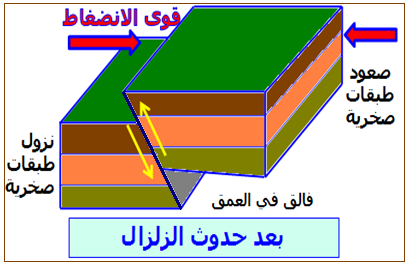 قوى الانضغاط
صعود
طبقات
صخرية
نزول
طبقات
صخرية
فالق في العمق
بعد حدوث الزلزال